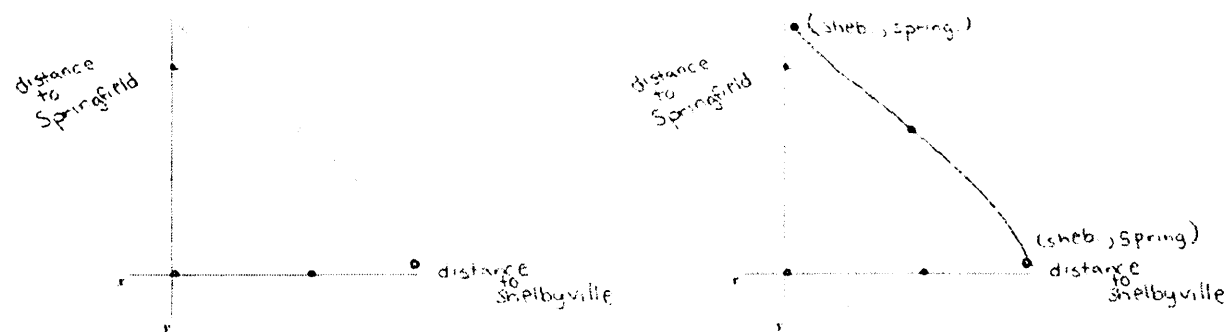 distance
to
Springfield
distance
to
Shelbyville
x
y
(sheb., spring.)
distance
to
Springfield
(sheb., spring.)
distance
to
shelbyville
x
y